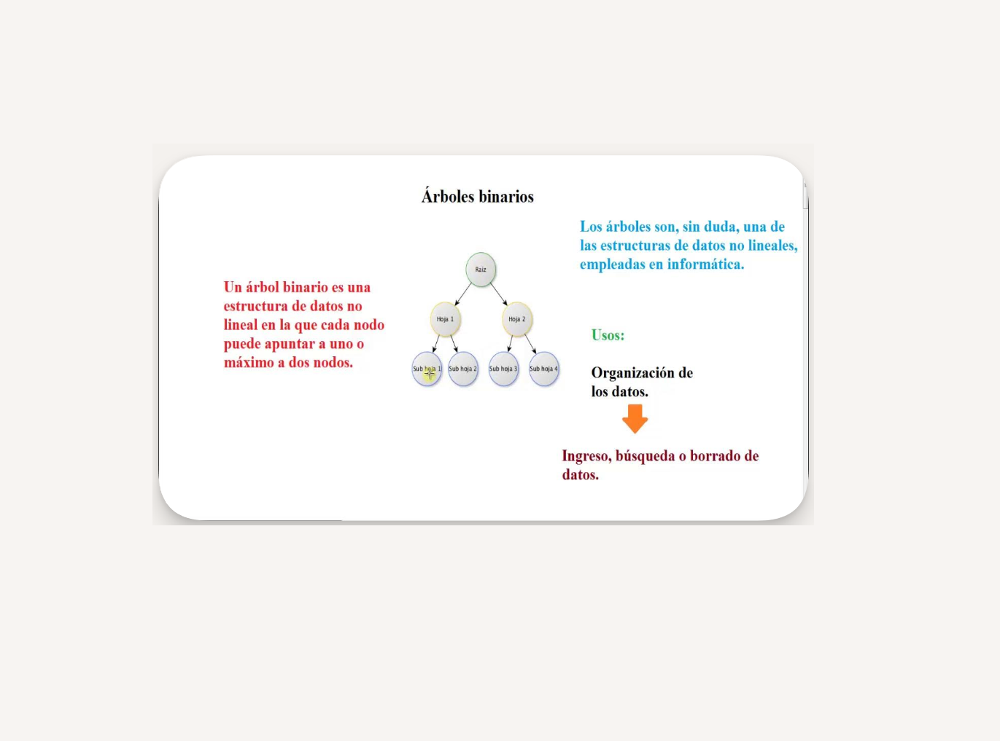 Árboles binarios
Los árboles son, sin duda, una de
las estructuras de datos no lineales,
empleadas en informática.
Un árbol binario es una
estructura de datos no
lineal en la que cada nodo
puede apuntar a uno o
máximo a dos nodos.
Raiz
Hoja 1
Hoja 2
Sub hoja 1
Sub hoja 2
Sub hoja 3
Sub hoja 4
Usos:
Organización de
los datos.
Ingreso, búsqueda o borrado de
datos.